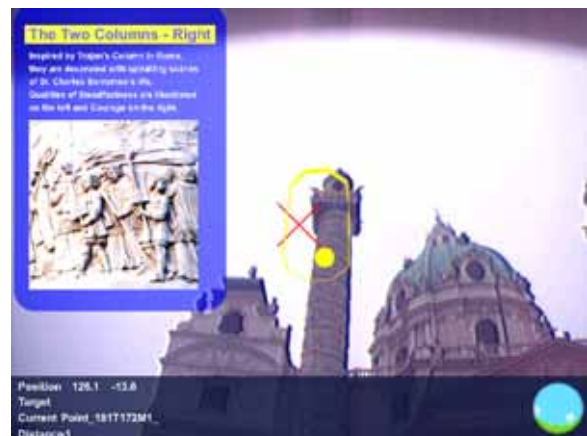 The Two Columns - Right
Inspired by Trajan's Column in Rome,
they are decorated with spiralling scenes
of St. Charles Borromeo's life.
Qualities of Steadfastness are illustrated
on the left and Courage on the right.
Position 126.1 -13.6
Target
Current Point_181T172M1_
Distance1